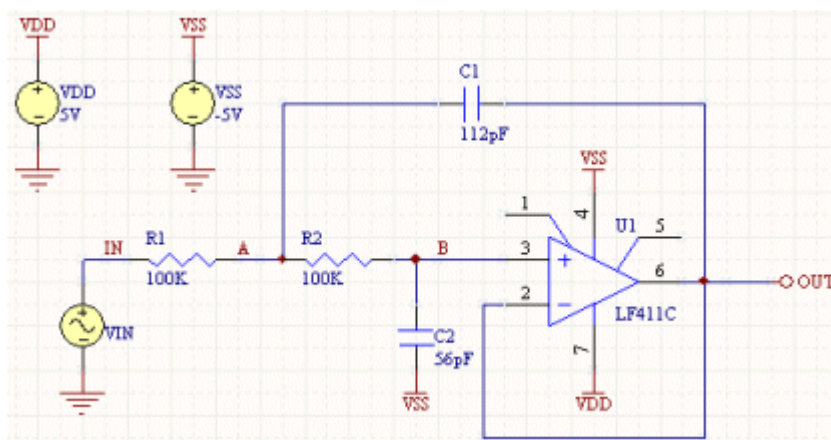 VDD
VSS
VDD
5V
VSS
-5V
C1
112pF
VSS
1
4
U1
5
IN
R1
A
R2
B
3
6
OUT
100K
100K
2
LF411C
VIN
C2
56pF
7
VSS
VDD